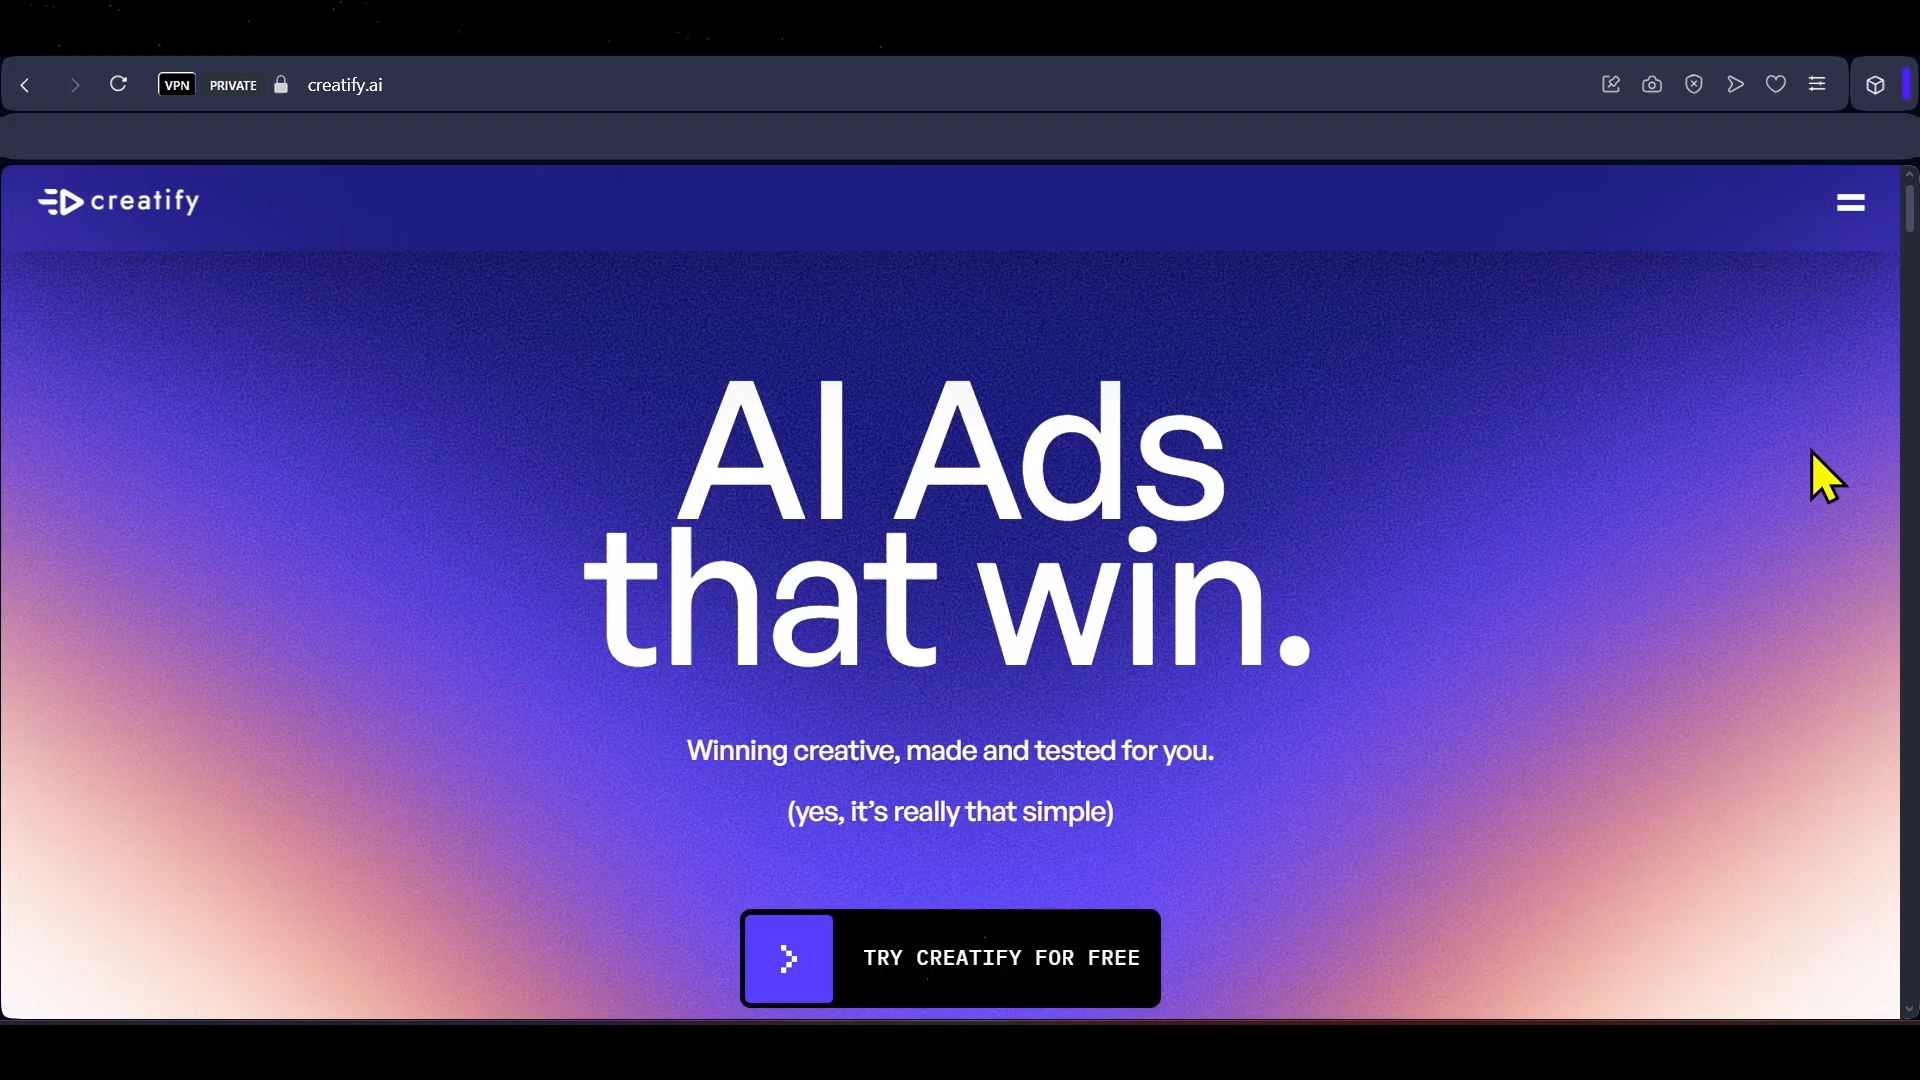 VPN PRIVATE creatify.ai
creatify
AI Ads
that win.
Winning creative, made and tested for you.
(yes, it’s really that simple)
TRY CREATIFY FOR FREE